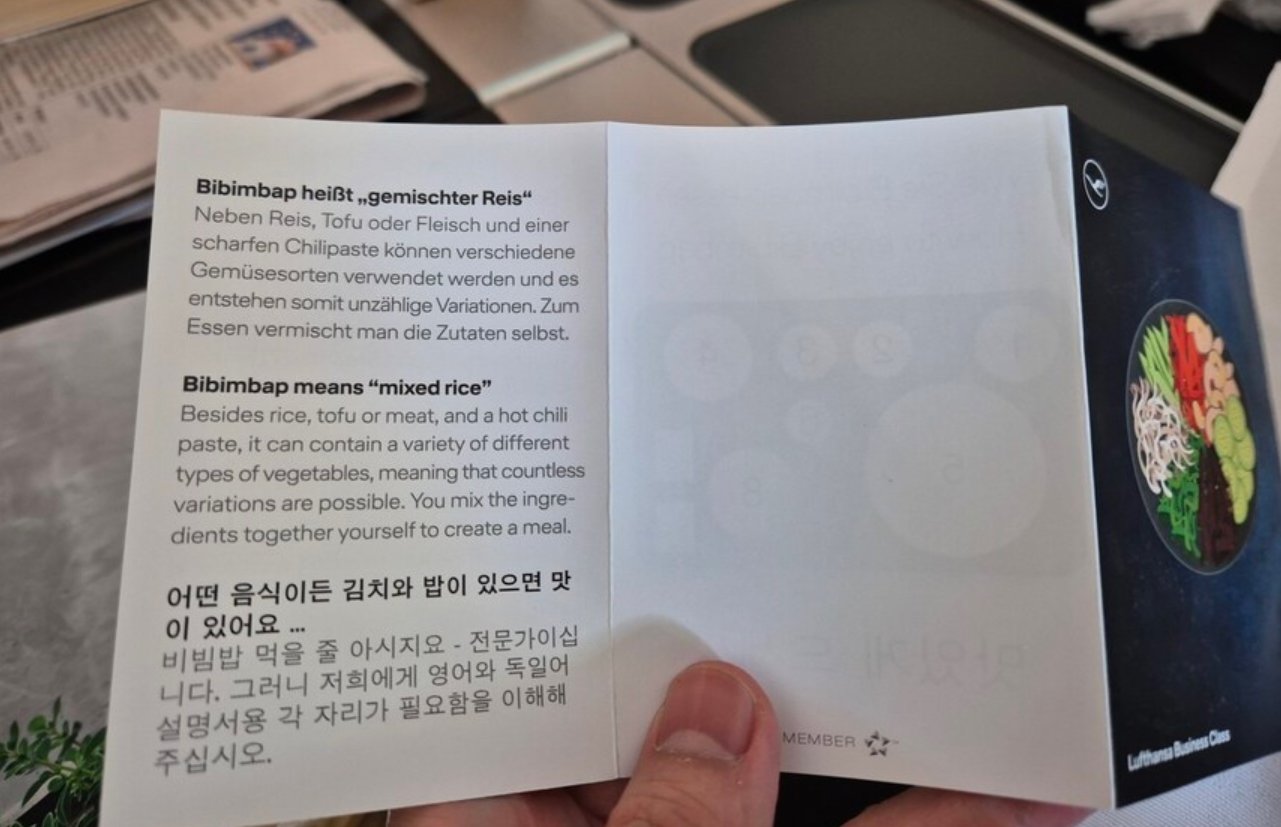 Bibimbap heißt „gemischter Reis“
Neben Reis, Tofu oder Fleisch und einer
scharfen Chilipaste können verschiedene
Gemüsesorten verwendet werden und es
entstehen somit unzählige Variationen. Zum
Essen vermischt man die Zutaten selbst.
Bibimbap means “mixed rice”
Besides rice, tofu or meat, and a hot chili
paste, it can contain a variety of different
types of vegetables, meaning that countless
variations are possible. You mix the ingre-
dients together yourself to create a meal.
어떤 음식이든 김치와 밥이 있으면 맛
이 있어요 ...
비빔밥 먹을 줄 아시지요 - 전문가이십
니다. 그러니 저희에게 영어와 독일어
설명서용 각 자리가 필요함을 이해해
주십시오.
MEMBER
Lufthansa Business Class